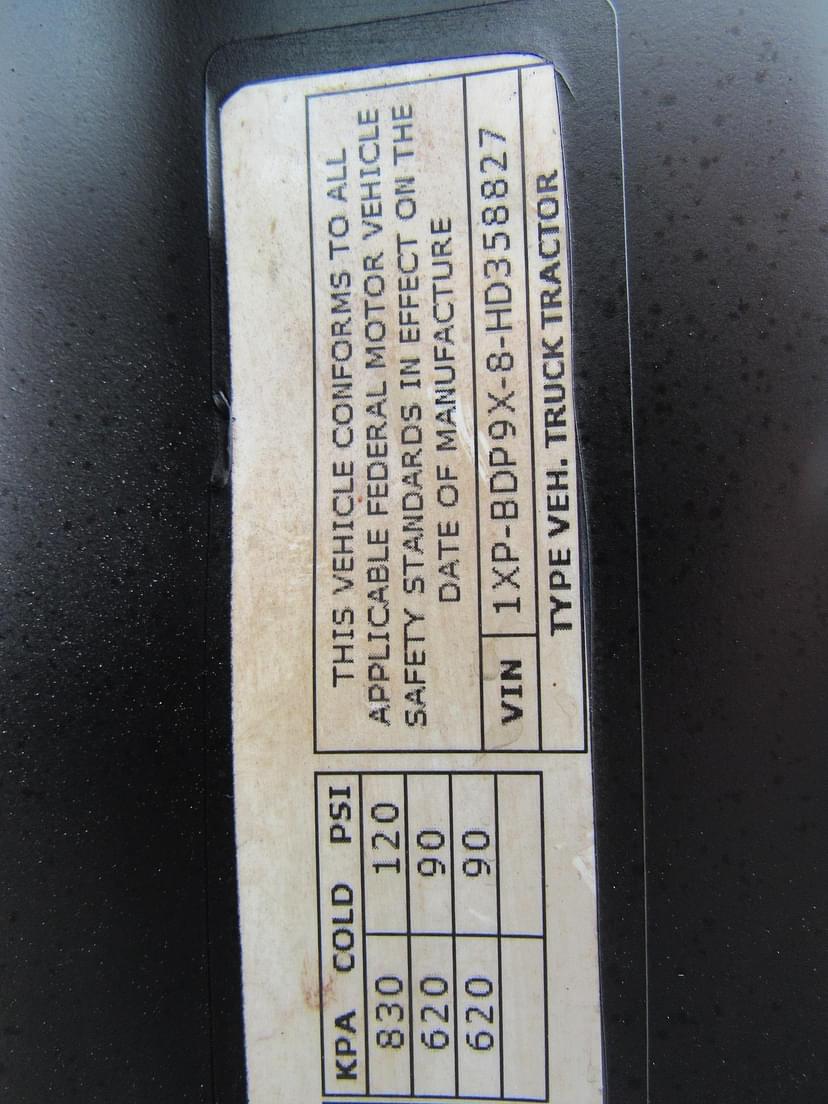 THIS VEHICLE CONFORMS TO ALL
APPLICABLE FEDERAL MOTOR VEHICLE
SAFETY STANDARDS IN EFFECT ON THE
DATE OF MANUFACTURE
VIN 1XP-BDP9X-8-HD358827
TYPE VEH. TRUCK TRACTOR
KPA COLD PSI
830 120
620 90
620 90